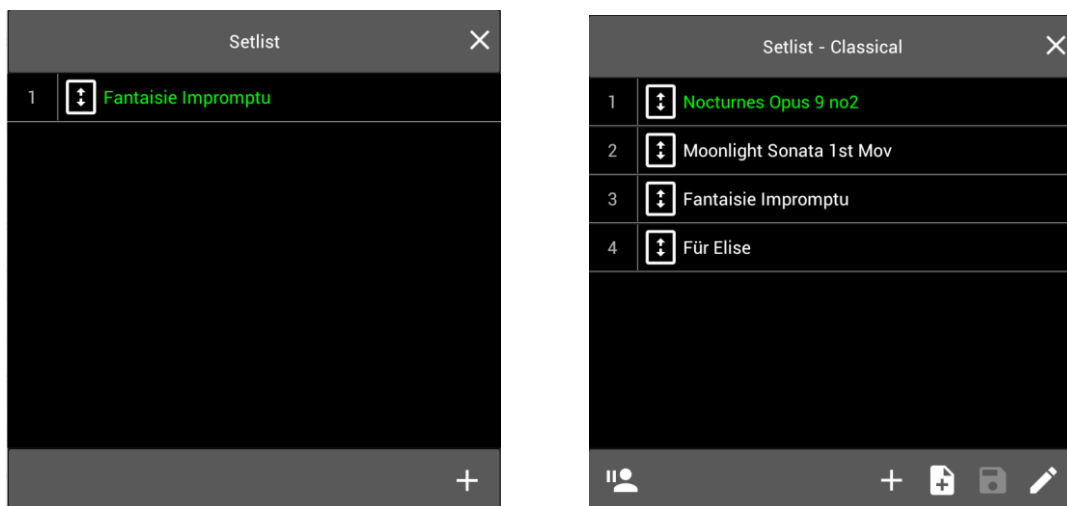 Setlist
1 Fantaisie Impromptu
Setlist - Classical
1 Nocturnes Opus 9 no2
2 Moonlight Sonata 1st Mov
3 Fantaisie Impromptu
4 Für Elise